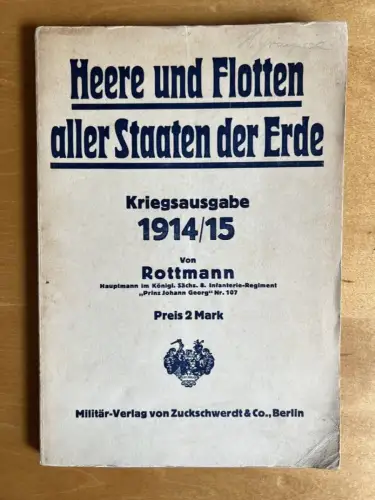 Heere und Flotten
aller Staaten der Erde
Kriegsausgabe
1914/15
Von
Rottmann
Hauptmann im Königl. Sächs. 8. Infanterie-Regiment
„Prinz Johann Georg" Nr. 107
Preis 2 Mark
Militär-Verlag von Zuckschwerdt & Co., Berlin